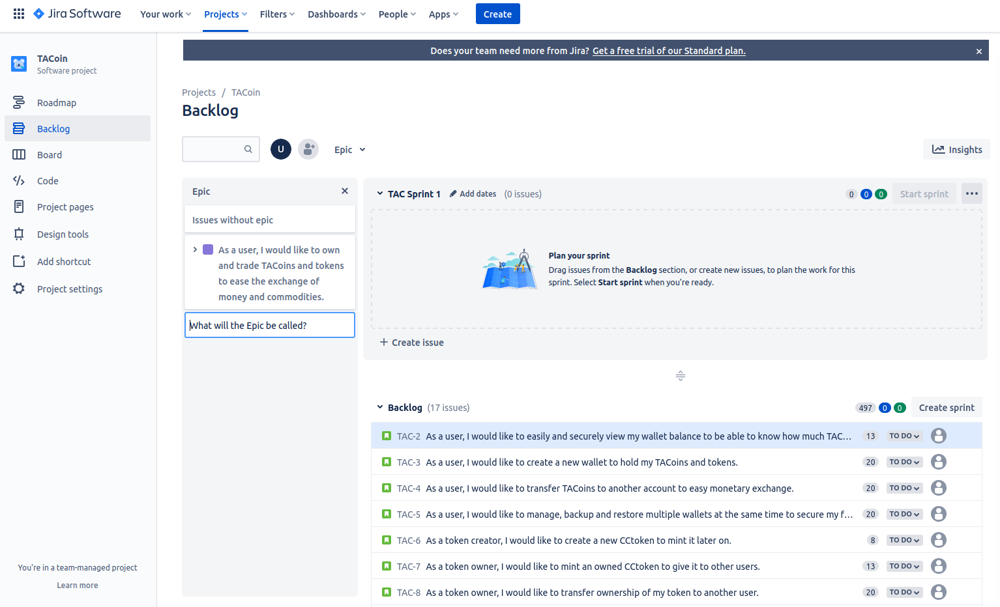 Jira Software
Your work
Projects
Filters
Dashboards
People
Apps
Create
Does your team need more from Jira? Get a free trial of our Standard plan.
TACoin
Software project
Roadmap
Backlog
Board
Code
Project pages
Design tools
Add shortcut
Project settings
You're in a team-managed project
Learn more
Projects / TACoin
Backlog
U
Epic
Insights
Epic
Issues without epic
As a user, I would like to own
and trade TACoins and tokens
to ease the exchange of
money and commodities.
What will the Epic be called?
TAC Sprint 1 Add dates (0 issues)
0 0 0 Start sprint
Plan your sprint
Drag issues from the Backlog section, or create new issues, to plan the work for this
sprint. Select Start sprint when you're ready.
Create issue
Backlog (17 issues)
497 0 0 Create sprint
TAC-2 As a user, I would like to easily and securely view my wallet balance to be able to know how much TAC... 13 TO DO
TAC-3 As a user, I would like to create a new wallet to hold my TACoins and tokens. 20 TO DO
TAC-4 As a user, I would like to transfer TACoins to another account to easy monetary exchange. 20 TO DO
TAC-5 As a user, I would like to manage, backup and restore multiple wallets at the same time to secure my f... 20 TO DO
TAC-6 As a token creator, I would like to create a new CCtoken to mint it later on. 8 TO DO
TAC-7 As a token owner, I would like to mint an owned CCtoken to give it to other users. 13 TO DO
TAC-8 As a token owner, I would like to transfer ownership of my token to another user. 20 TO DO